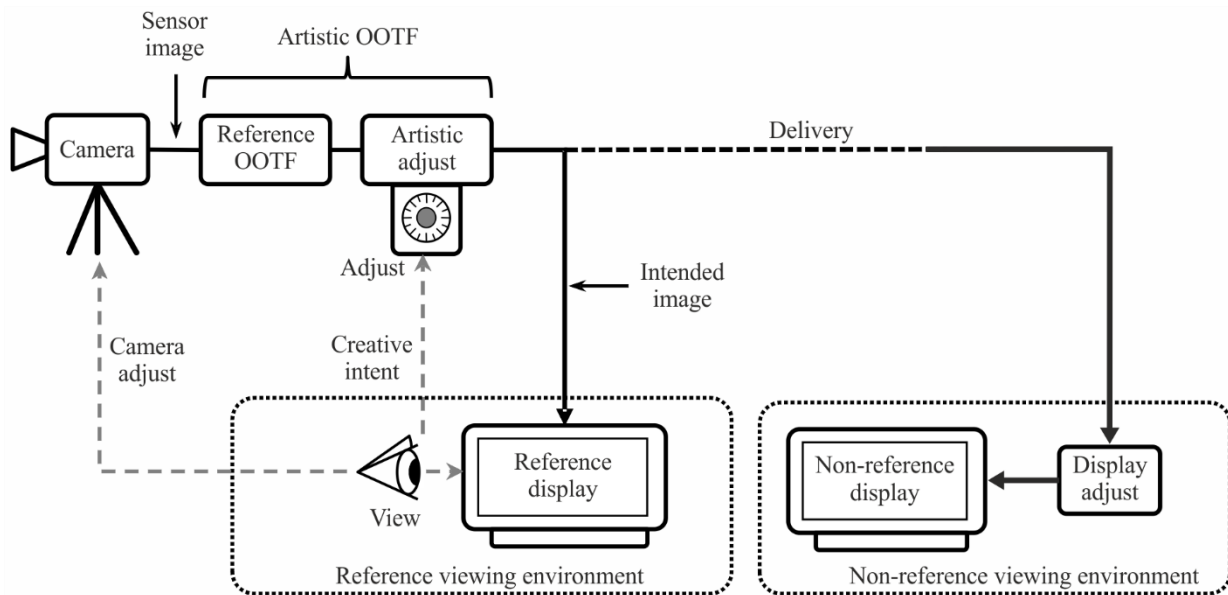 Sensor
image
Artistic OOTF
Camera
Reference
OOTF
Artistic
adjust
Delivery
Adjust
Intended
image
Camera
adjust
Creative
intent
View
Reference
display
Non-reference
display
Display
adjust
Reference viewing environment
Non-reference viewing environment